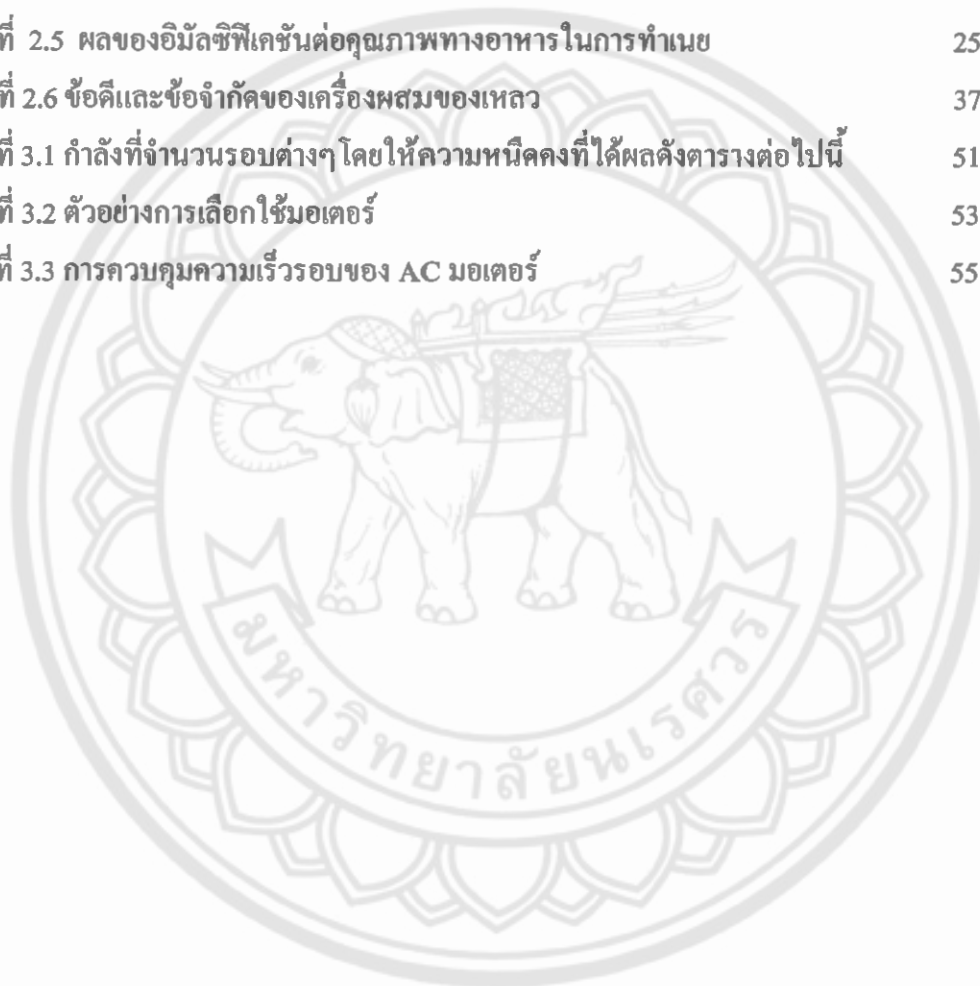 ที่ 2.5 ผลของอิมัลซิฟิเคชันต่อคุณภาพทางอาหารในการทำเนย 25
ที่ 2.6 ข้อดีและข้อจำกัดของเครื่องผสมของเหลว 37
ที่ 3.1 กำลังที่จำนวนรอบต่างๆ โดยให้ความหนืดคงที่ได้ผลดังตารางต่อไปนี้ 51
ที่ 3.2 ตัวอย่างการเลือกใช้มอเตอร์ 53
ที่ 3.3 การควบคุมความเร็วรอบของ AC มอเตอร์ 55
มหาวิทยาลัยนเรศวร